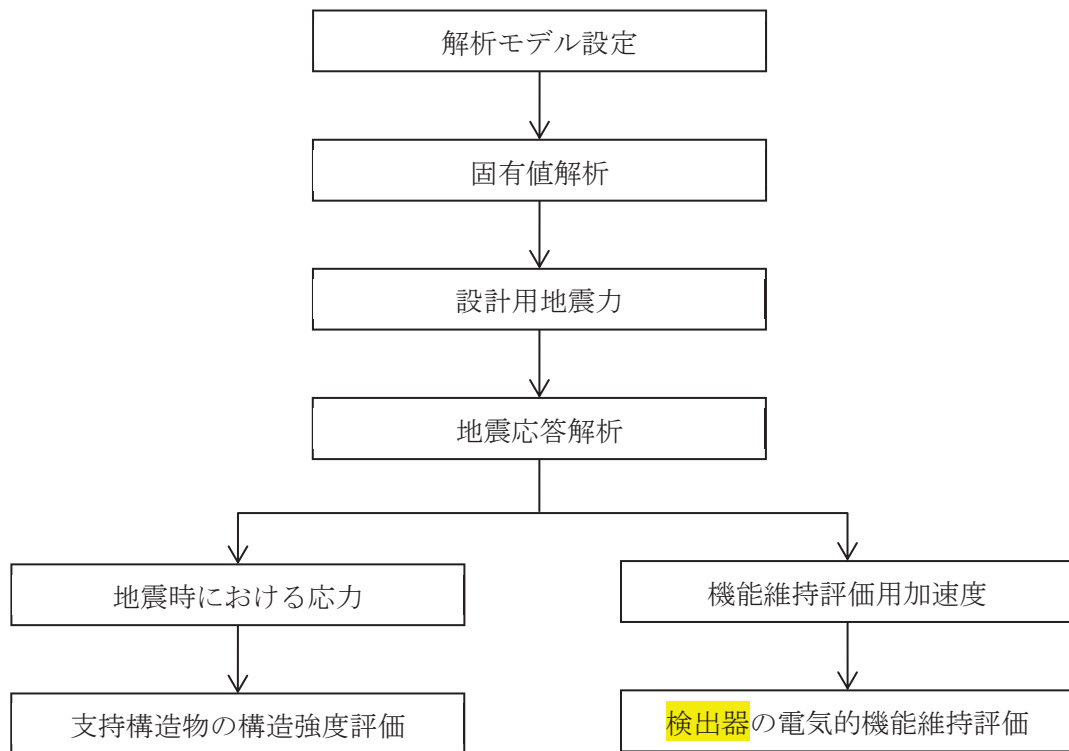 解析モデル設定
固有値解析
設計用地震力
地震応答解析
地震時における応力
機能維持評価用加速度
支持構造物の構造強度評価
検出器の電気的機能維持評価